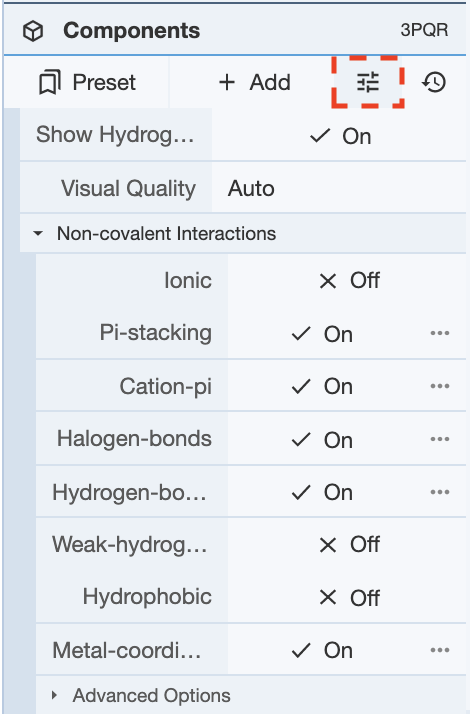 Components 3PQR
Preset + Add
Show Hydrog... On
Visual Quality Auto
Non-covalent Interactions
Ionic Off
Pi-stacking On ...
Cation-pi On ...
Halogen-bonds On ...
Hydrogen-bo... On ...
Weak-hydrog... Off
Hydrophobic Off
Metal-coordi... On ...
Advanced Options